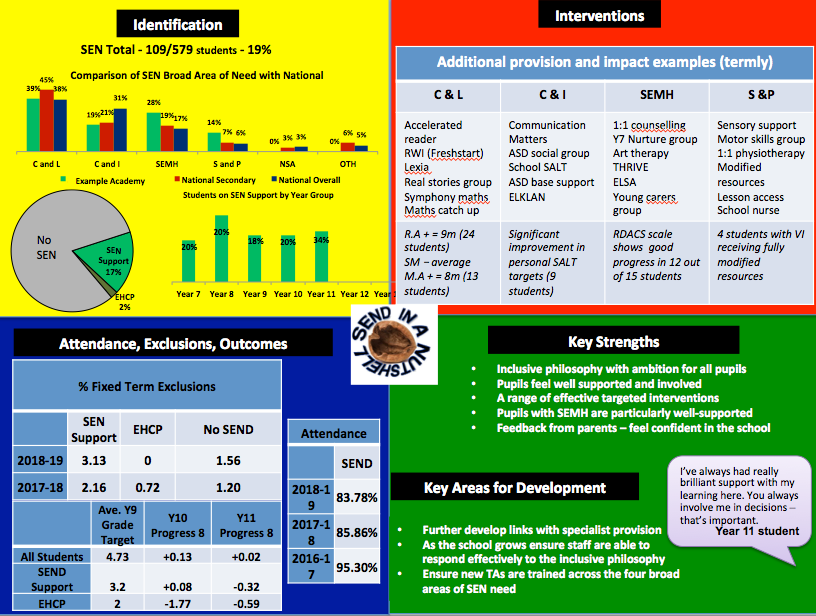 Identification
SEN Total - 109/579 students - 19%
Comparison of SEN Broad Area of Need with National
39% 45% 38%
19% 21% 31%
28% 19% 17%
14% 7% 6%
0% 3% 3%
0% 6% 5%
C and L C and I SEMH S and P NSA OTH
Example Academy National Secondary National Overall
Students on SEN Support by Year Group
20% 20% 18% 20% 34%
Year 7 Year 8 Year 9 Year 10 Year 11 Year 12 Year 1
No
SEN
SEN
Support
17%
EHCP
2%
Interventions
Additional provision and impact examples (termly)
C & L C & I SEMH S &P
Accelerated
reader
RWI (Freshstart)
Lexia
Real stories group
Symphony maths
Maths catch up
Communication
Matters
ASD social group
School SALT
ASD base support
ELKLAN
1:1 counselling
Y7 Nurture group
Art therapy
THRIVE
ELSA
Young carers
group
Sensory support
Motor skills group
1:1 physiotherapy
Modified
resources
Lesson access
School nurse
R.A + = 9m (24
students)
SM – average
M.A + = 8m (13
students)
Significant
improvement in
personal SALT
targets (9
students)
RDACS scale
shows good
progress in 12 out
of 15 students
4 students with VI
receiving fully
modified
resources
SEND IN A
NUTSHELL
Attendance, Exclusions, Outcomes
% Fixed Term Exclusions
SEN
Support
EHCP No SEND
2018-19 3.13 0 1.56
2017-18 2.16 0.72 1.20
Ave. Y9
Grade
Target
Y10
Progress 8
Y11
Progress 8
All Students 4.73 +0.13 +0.02
SEND
Support 3.2 +0.08 -0.32
EHCP 2 -1.77 -0.59
Attendance
SEND
2018-1
9
83.78%
2017-1
8
85.86%
2016-1
7
95.30%
Key Strengths
• Inclusive philosophy with ambition for all pupils
• Pupils feel well supported and involved
• A range of effective targeted interventions
• Pupils with SEMH are particularly well-supported
• Feedback from parents – feel confident in the school
Key Areas for Development
• Further develop links with specialist provision
• As the school grows ensure staff are able to
respond effectively to the inclusive philosophy
• Ensure new TAs are trained across the four broad
areas of SEN need
I've always had really
brilliant support with my
learning here. You always
involve me in decisions –
that's important.
Year 11 student